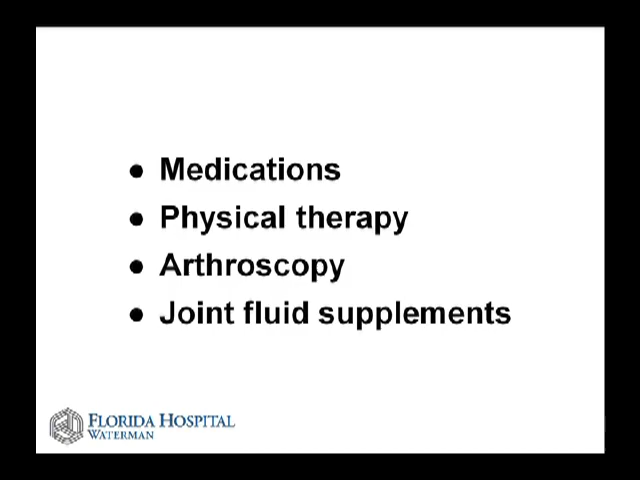 ● Medications
● Physical therapy
● Arthroscopy
● Joint fluid supplements
FLORIDA HOSPITAL
WATERMAN